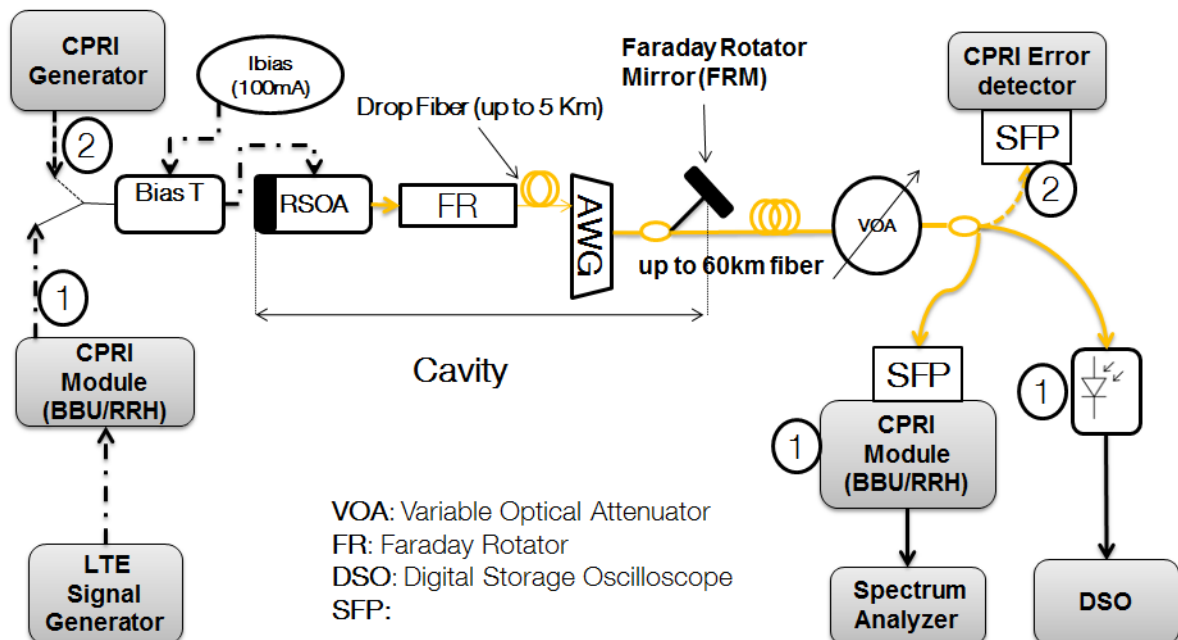 CPRI
Generator
Ibias
(100mA)
Faraday Rotator
Mirror (FRM)
CPRI Error
detector
SFP
Drop Fiber (up to 5 Km)
2
2
Bias T
RSOA
FR
AWG
VOA
up to 60km fiber
1
Cavity
CPRI
Module
(BBU/RRH)
SFP
1
1
CPRI
Module
(BBU/RRH)
VOA: Variable Optical Attenuator
FR: Faraday Rotator
DSO: Digital Storage Oscilloscope
SFP:
LTE
Signal
Generator
Spectrum
Analyzer
DSO